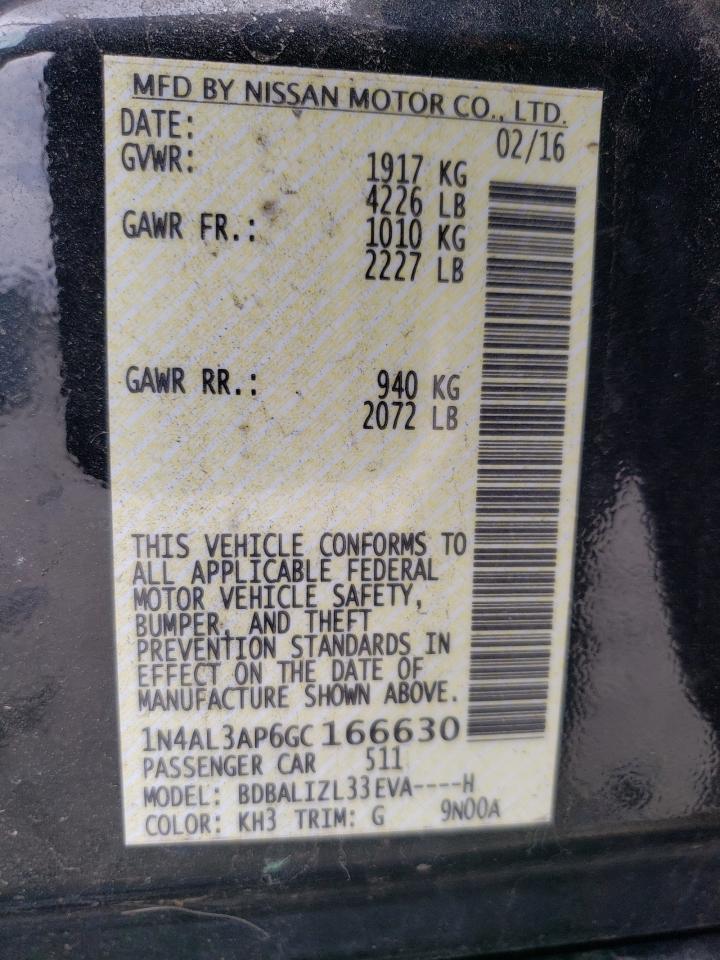 MFD BY NISSAN MOTOR CO., LTD.
DATE: 02/16
GVWR: 1917 KG
4226 LB
GAWR FR.: 1010 KG
2227 LB
GAWR RR.: 940 KG
2072 LB
THIS VEHICLE CONFORMS TO
ALL APPLICABLE FEDERAL
MOTOR VEHICLE SAFETY,
BUMPER, AND THEFT
PREVENTION STANDARDS IN
EFFECT ON THE DATE OF
MANUFACTURE SHOWN ABOVE.
1N4AL3AP6GC 166630
PASSENGER CAR 511
MODEL: BDBALIZL33EVA----H
COLOR: KH3 TRIM: G 9N00A